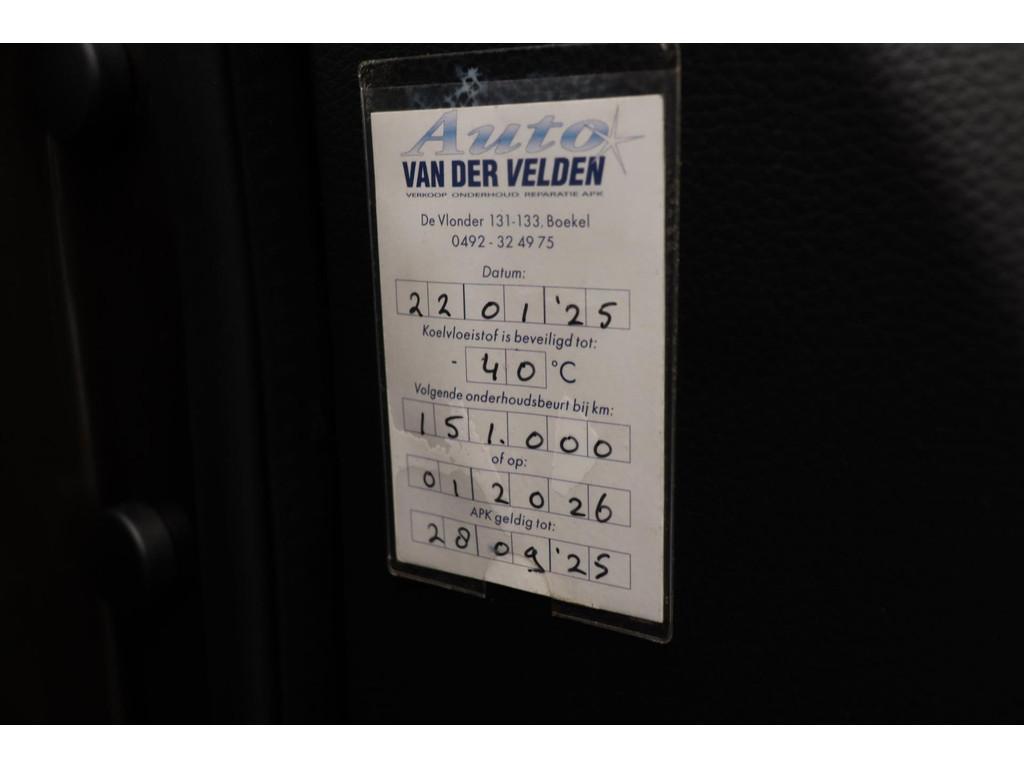 Auto
VAN DER VELDEN
VERKOOP ONDERHOUD REPARATIE APK
De Vlonder 131-133, Boekel
0492 - 32 49 75
Datum:
22 01 '25
Koelvloeistof is beveiligd tot:
- 40 °C
Volgende onderhoudsbeurt bij km:
151.000
of op:
01 2026
APK geldig tot:
28 09 '25